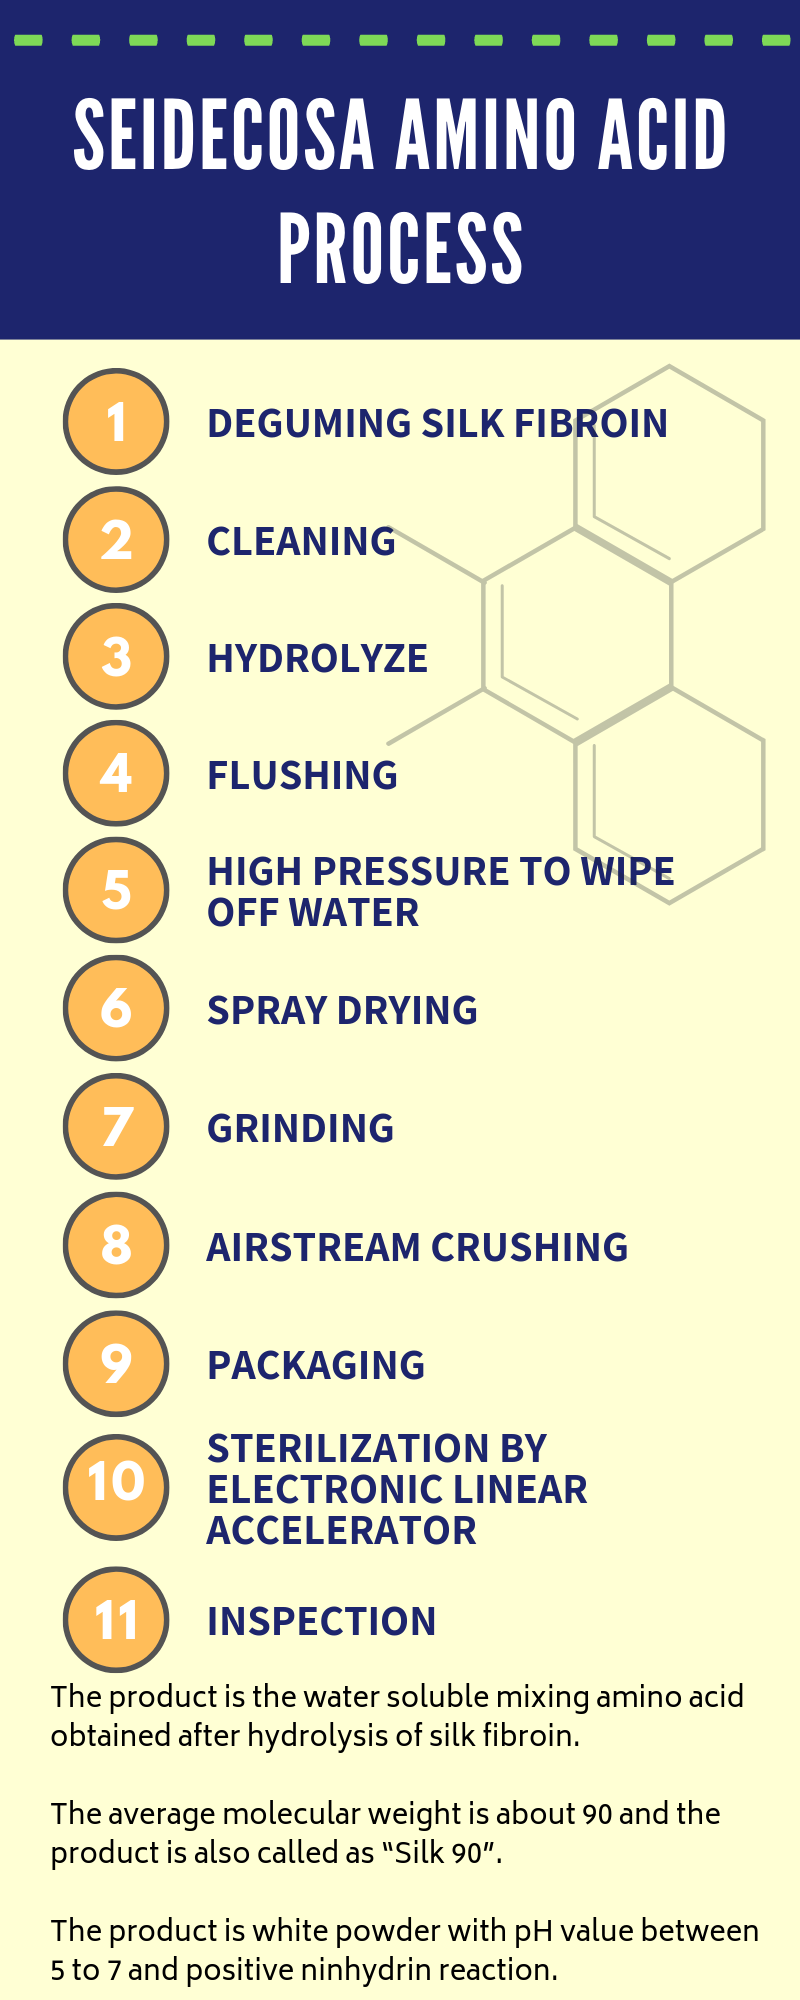 SEIDECOSA AMINO ACID
PROCESS
1 DEGUMING SILK FIBROIN
2 CLEANING
3 HYDROLYZE
4 FLUSHING
5 HIGH PRESSURE TO WIPE
OFF WATER
6 SPRAY DRYING
7 GRINDING
8 AIRSTREAM CRUSHING
9 PACKAGING
10 STERILIZATION BY
ELECTRONIC LINEAR
ACCELERATOR
11 INSPECTION
The product is the water soluble mixing amino acid
obtained after hydrolysis of silk fibroin.
The average molecular weight is about 90 and the
product is also called as “Silk 90”.
The product is white powder with pH value between
5 to 7 and positive ninhydrin reaction.